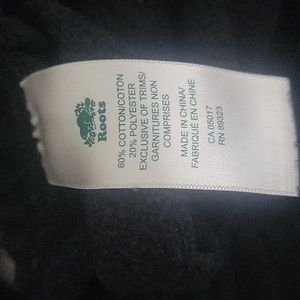 Roots
80% COTTON/COTON
20% POLYESTER
EXCLUSIVE OF TRIMS/
GARNITURES NON
COMPRISES
MADE IN CHINA/
FABRIQUÉ EN CHINE
CA 05017
RN 89323